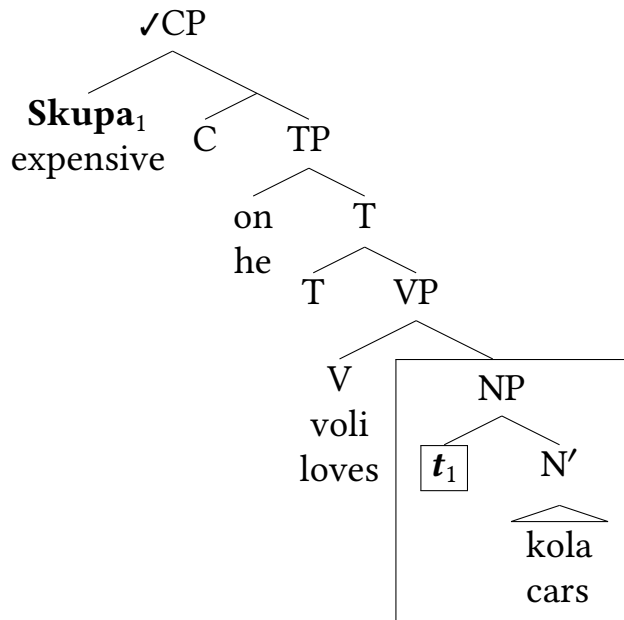 ✓CP
Skupa₁
expensive
C TP
on
he
T
T VP
V
voli
loves
NP
t₁ N′
kola
cars